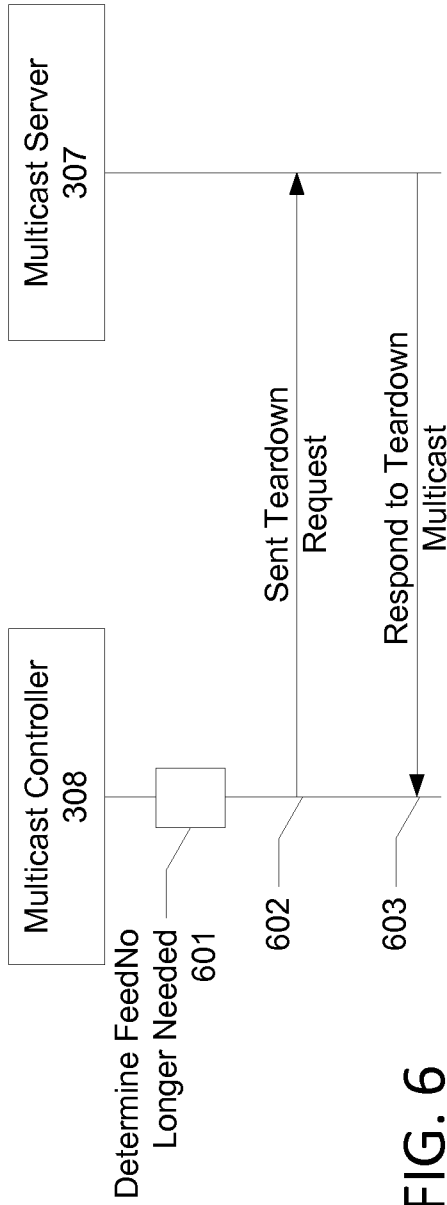 Multicast Controller
308
Multicast Server
307
Determine FeedNo
Longer Needed
601
602
Sent Teardown
Request
603
Respond to Teardown
Multicast
FIG. 6